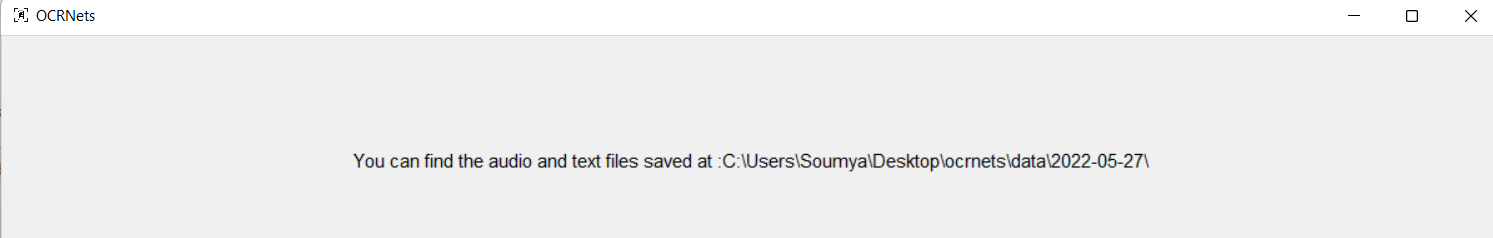 OCRNets
You can find the audio and text files saved at :C:\Users\Soumya\Desktop\ocrnets\data\2022-05-27\